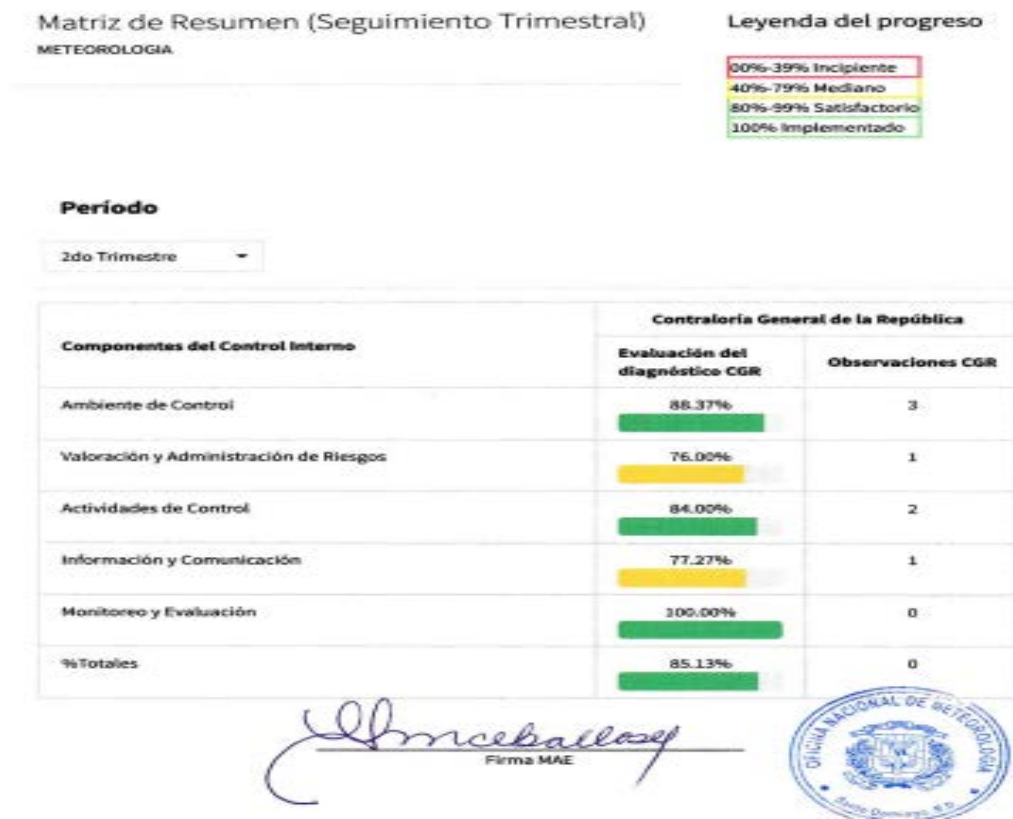 Matriz de Resumen (Seguimiento Trimestral)
METEOROLOGIA
Leyenda del progreso
00%-39% Incipiente
40%-79% Mediano
80%-99% Satisfactorio
100% Implementado
Período
2do Trimestre
Componentes del Control Interno
Contraloría General de la República
Evaluación del
diagnóstico CGR
Observaciones CGR
Ambiente de Control 88.37% 3
Valoración y Administración de Riesgos 76.00% 1
Actividades de Control 84.00% 2
Información y Comunicación 77.27% 1
Monitoreo y Evaluación 100.00% 0
%Totales 85.13% 0
Firma MAE
OFICINA NACIONAL DE METEOROLOGIA
Santo Domingo, R.D.